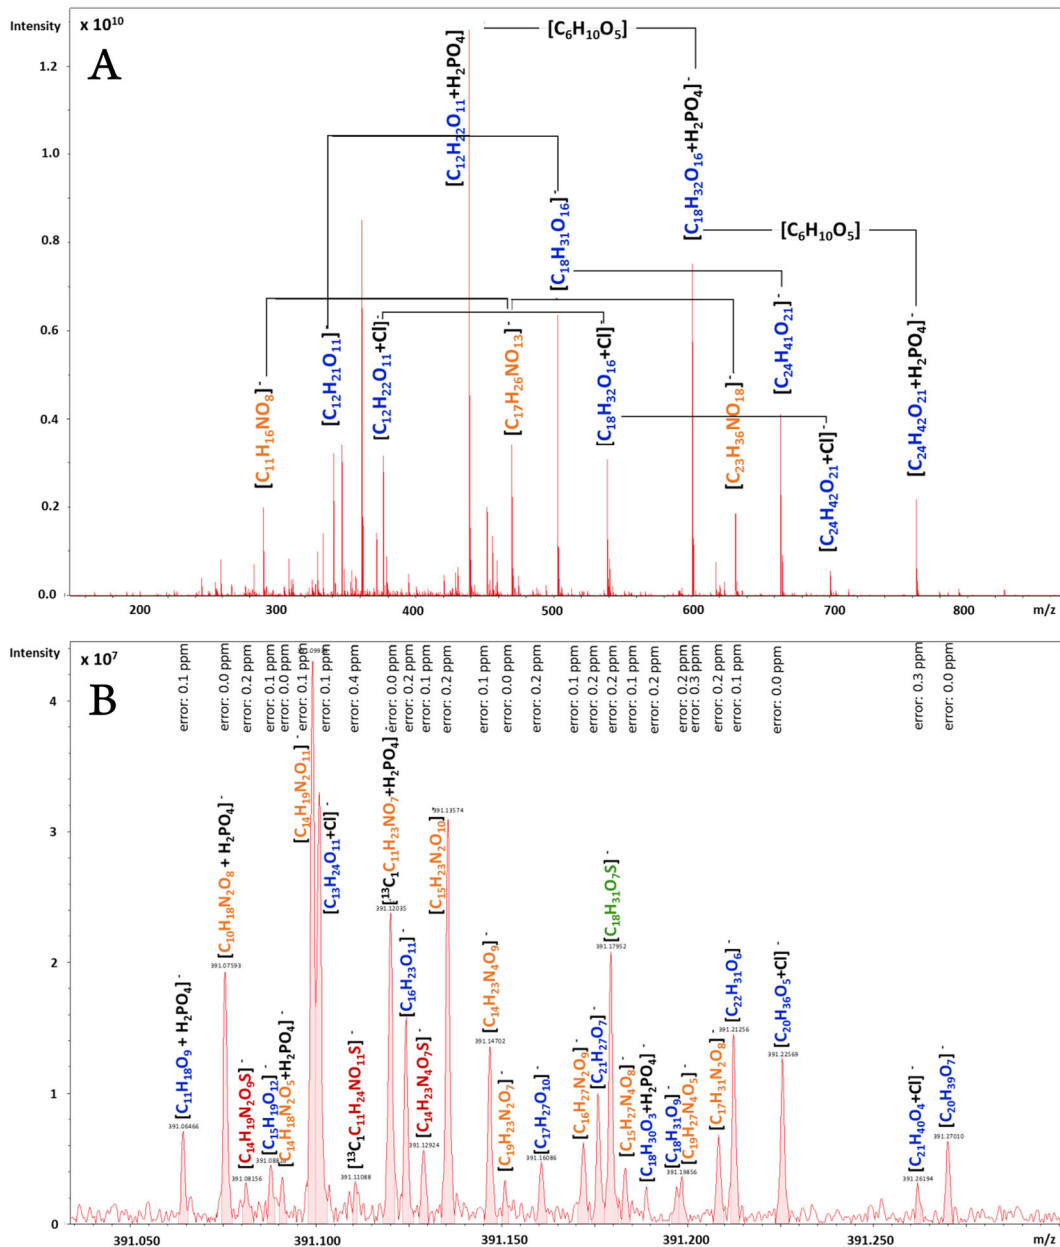 Intensity x 10¹⁰
A
1.2
1.0
0.8
0.6
0.4
0.2
0.0
200 300 400 500 600 700 800 m/z
[C₆H₁₀O₅]
[C₆H₁₀O₅]
[C₁₁H₁₆NO₈]⁻
[C₁₂H₂₁O₁₁]⁻
[C₁₂H₂₂O₁₁+Cl]⁻
[C₁₂H₂₂O₁₁+H₂PO₄]⁻
[C₁₇H₂₆NO₁₃]⁻
[C₁₈H₃₁O₁₆]⁻
[C₁₈H₃₂O₁₆+Cl]⁻
[C₁₈H₃₂O₁₆+H₂PO₄]⁻
[C₂₃H₃₆NO₁₈]⁻
[C₂₄H₄₁O₂₁]⁻
[C₂₄H₄₂O₂₁+Cl]⁻
[C₂₄H₄₂O₂₁+H₂PO₄]⁻
Intensity x 10⁷
B
4
3
2
1
0
391.050 391.100 391.150 391.200 391.250 m/z
error: 0.1 ppm
error: 0.0 ppm
error: 0.2 ppm
error: 0.1 ppm
error: 0.0 ppm
error: 0.1 ppm
error: 0.1 ppm
error: 0.4 ppm
error: 0.0 ppm
error: 0.2 ppm
error: 0.1 ppm
error: 0.2 ppm
error: 0.1 ppm
error: 0.0 ppm
error: 0.2 ppm
error: 0.1 ppm
error: 0.2 ppm
error: 0.2 ppm
error: 0.1 ppm
error: 0.2 ppm
error: 0.2 ppm
error: 0.3 ppm
error: 0.2 ppm
error: 0.1 ppm
error: 0.0 ppm
error: 0.3 ppm
error: 0.2 ppm
[C₁₁H₁₈O₉ + H₂PO₄]⁻
391.06466
[C₁₀H₁₈N₂O₈ + H₂PO₄]⁻
391.07593
[C₁₄H₁₉N₂O₉S]⁻
391.08156
[C₁₅H₁₉O₁₂]⁻
[C₁₄H₁₈N₂O₅+H₂PO₄]⁻
[C₁₄H₁₉N₂O₁₁]⁻
[C₁₃H₂₄O₁₁+Cl]⁻
[¹³C₁C₁₁H₂₄NO₁₁S]⁻
391.11088
[¹³C₁C₁₁H₂₃NO₇+H₂PO₄]⁻
391.12035
[C₁₆H₂₃O₁₁]⁻
[C₁₄H₂₃N₄O₇S]⁻
391.12924
[C₁₅H₂₃N₂O₁₀]⁻
391.13574
[C₁₄H₂₃N₄O₉]⁻
391.14702
[C₁₉H₂₃N₂O₇]⁻
[C₁₇H₂₇O₁₀]⁻
391.16086
[C₁₆H₂₇N₂O₉]⁻
[C₂₁H₂₇O₇]⁻
[C₁₈H₃₁O₇S]⁻
391.17952
[C₁₅H₂₇N₄O₈]⁻
[C₁₈H₃₀O₃+H₂PO₄]⁻
[C₁₈H₃₁O₉]⁻
[C₁₉H₂₇N₄O₅]⁻
391.19856
[C₁₇H₃₁N₂O₈]⁻
[C₂₂H₃₁O₆]⁻
391.21256
[C₂₀H₃₆O₅+Cl]⁻
391.22569
[C₂₁H₄₀O₄+Cl]⁻
391.26194
[C₂₀H₃₉O₇]⁻
391.27010